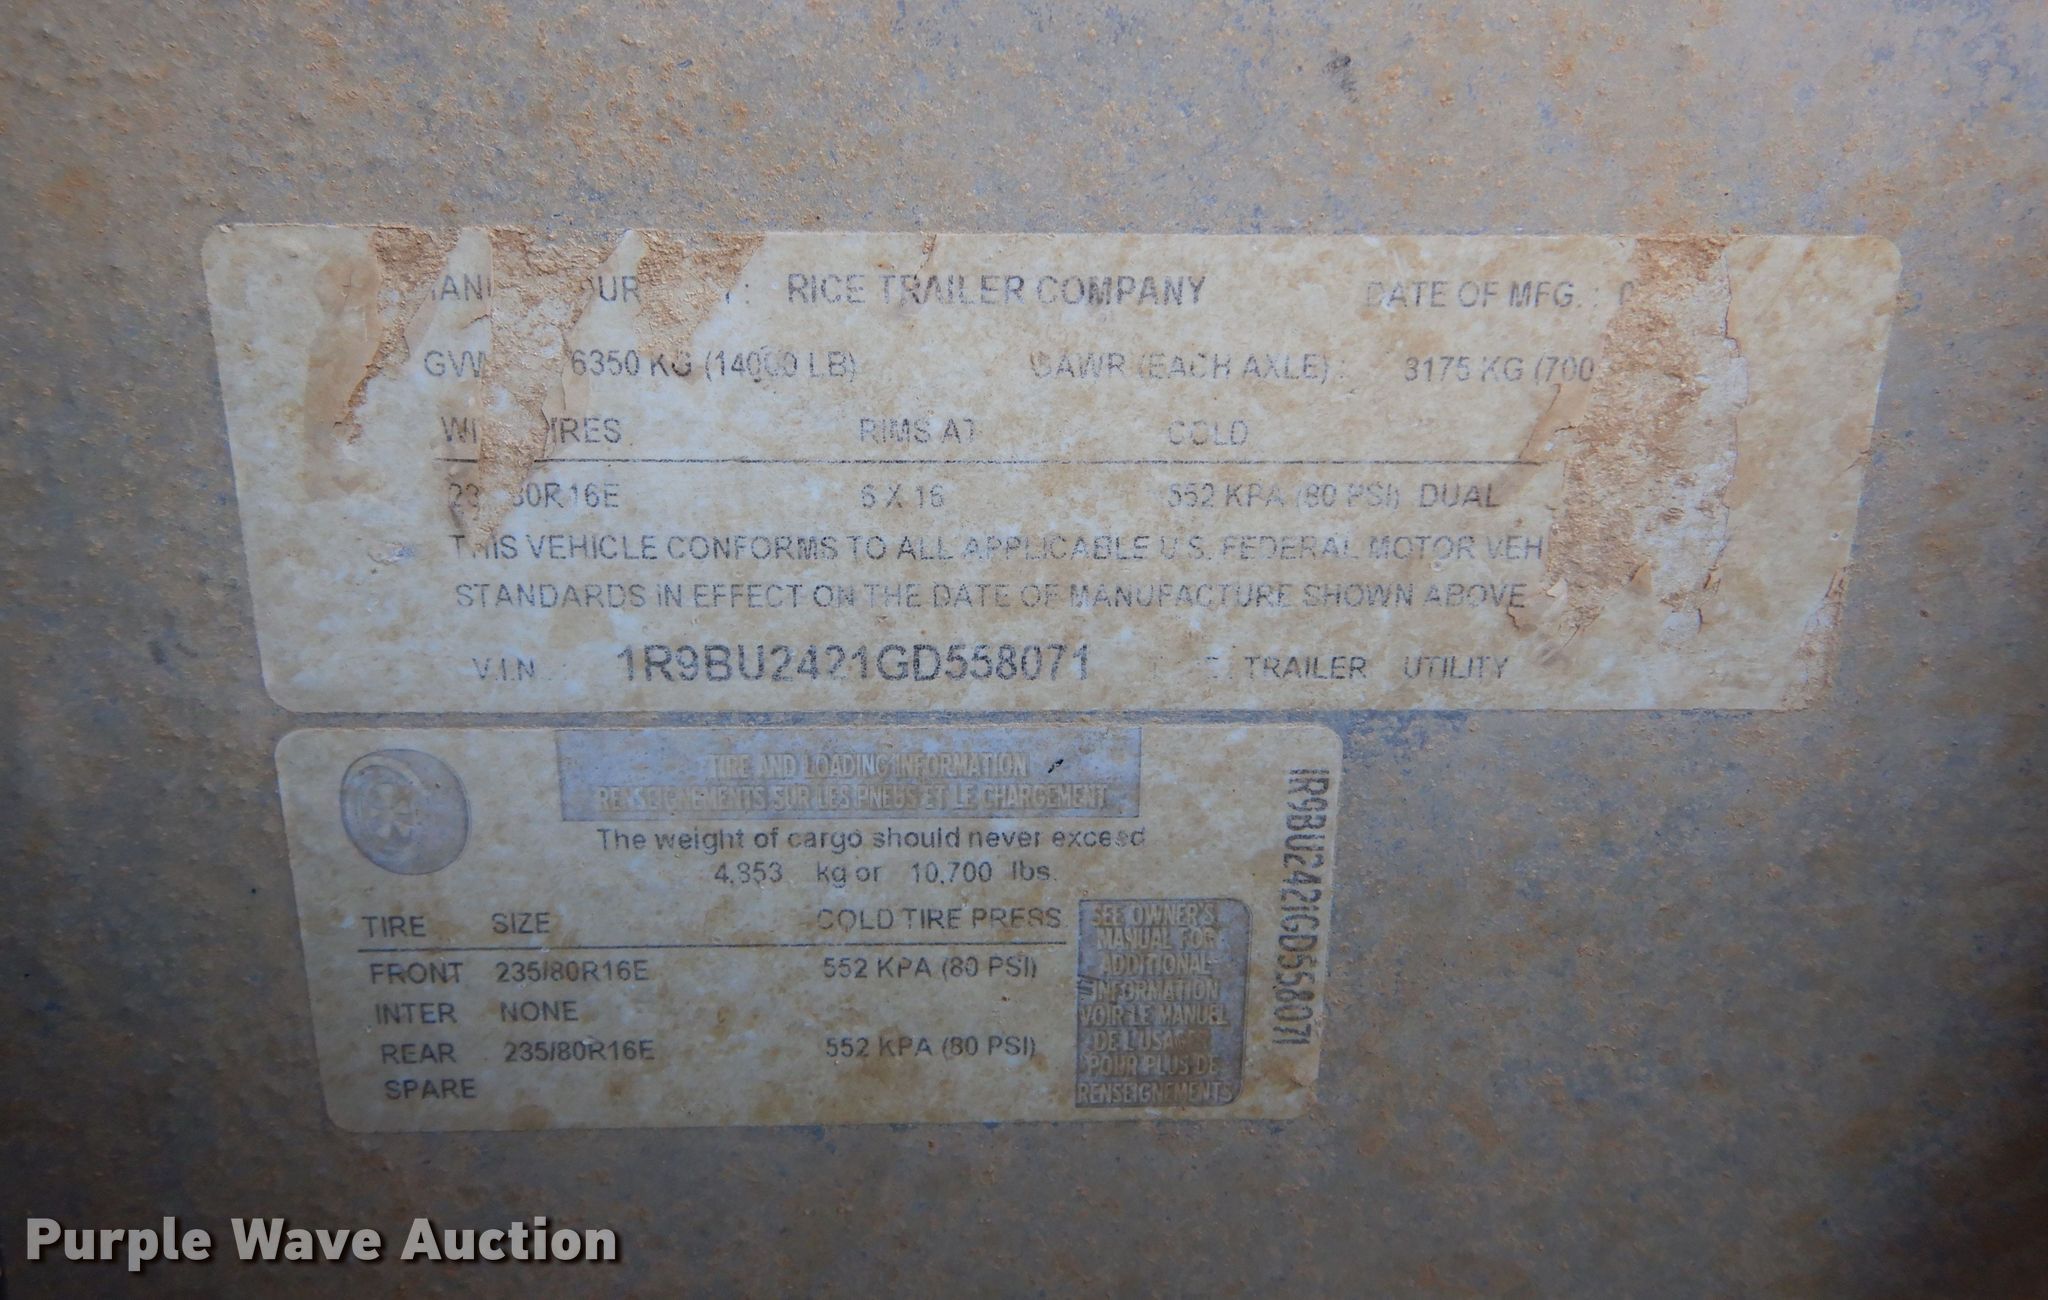 RICE TRAILER COMPANY DATE OF MFG. :
6350 KG (14000 LB) GAWR (EACH AXLE) : 3175 KG (700
RIMS AT COLD
80R16E 6 X 16 552 KPA (80 PSI) DUAL
THIS VEHICLE CONFORMS TO ALL APPLICABLE U.S. FEDERAL MOTOR VEH
STANDARDS IN EFFECT ON THE DATE OF MANUFACTURE SHOWN ABOVE
V.I.N. 1R9BU2421GD558071 TRAILER UTILITY
TIRE AND LOADING INFORMATION
RENSEIGNEMENTS SUR LES PNEUS ET LE CHARGEMENT
The weight of cargo should never exceed
4,853 kg or 10,700 lbs.
TIRE SIZE COLD TIRE PRESS.
FRONT 235/80R16E 552 KPA (80 PSI)
INTER NONE
REAR 235/80R16E 552 KPA (80 PSI)
SPARE
SEE OWNER'S
MANUAL FOR
ADDITIONAL
INFORMATION
VOIR LE MANUEL
DE L'USAGER
POUR PLUS DE
RENSEIGNEMENTS
1R9BU2421GD558071
Purple Wave Auction